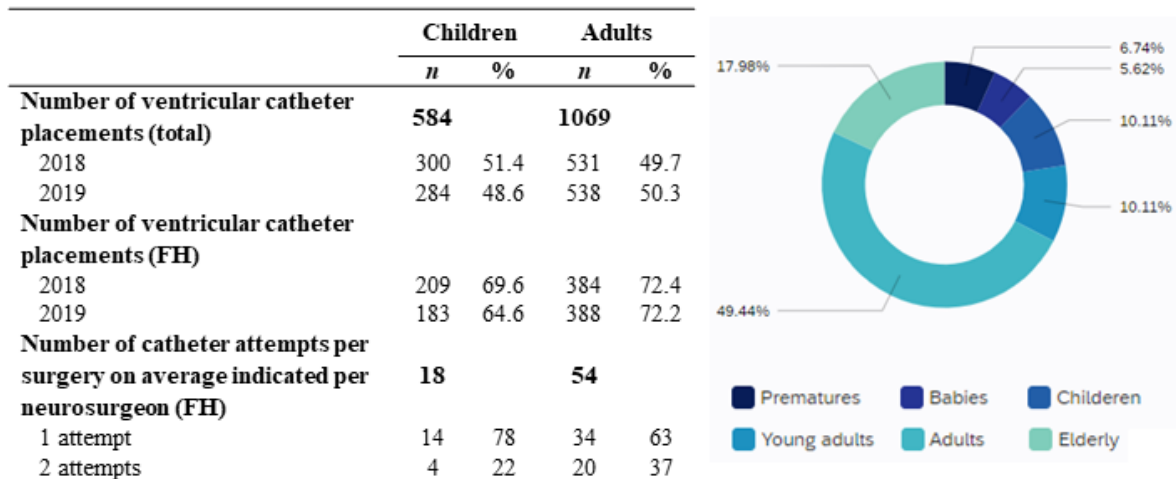 Children Adults
n % n %
Number of ventricular catheter
placements (total) 584 1069
2018 300 51.4 531 49.7
2019 284 48.6 538 50.3
Number of ventricular catheter
placements (FH)
2018 209 69.6 384 72.4
2019 183 64.6 388 72.2
Number of catheter attempts per
surgery on average indicated per 18 54
neurosurgeon (FH)
1 attempt 14 78 34 63
2 attempts 4 22 20 37
6.74%
17.98%
5.62%
10.11%
10.11%
49.44%
Prematures Babies Childeren
Young adults Adults Elderly